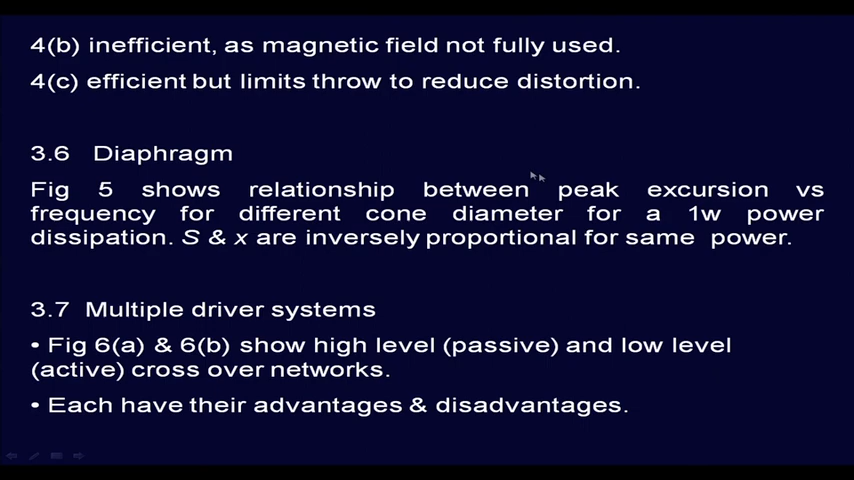 4(b) inefficient, as magnetic field not fully used.
4(c) efficient but limits throw to reduce distortion.
3.6 Diaphragm
Fig 5 shows relationship between peak excursion vs
frequency for different cone diameter for a 1w power
dissipation. S & x are inversely proportional for same power.
3.7 Multiple driver systems
• Fig 6(a) & 6(b) show high level (passive) and low level
(active) cross over networks.
• Each have their advantages & disadvantages.